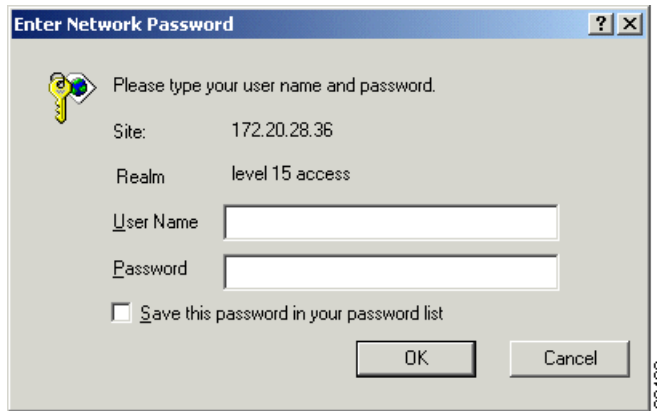 Enter Network Password
Please type your user name and password.
Site: 172.20.28.36
Realm level 15 access
User Name
Password
Save this password in your password list
OK Cancel